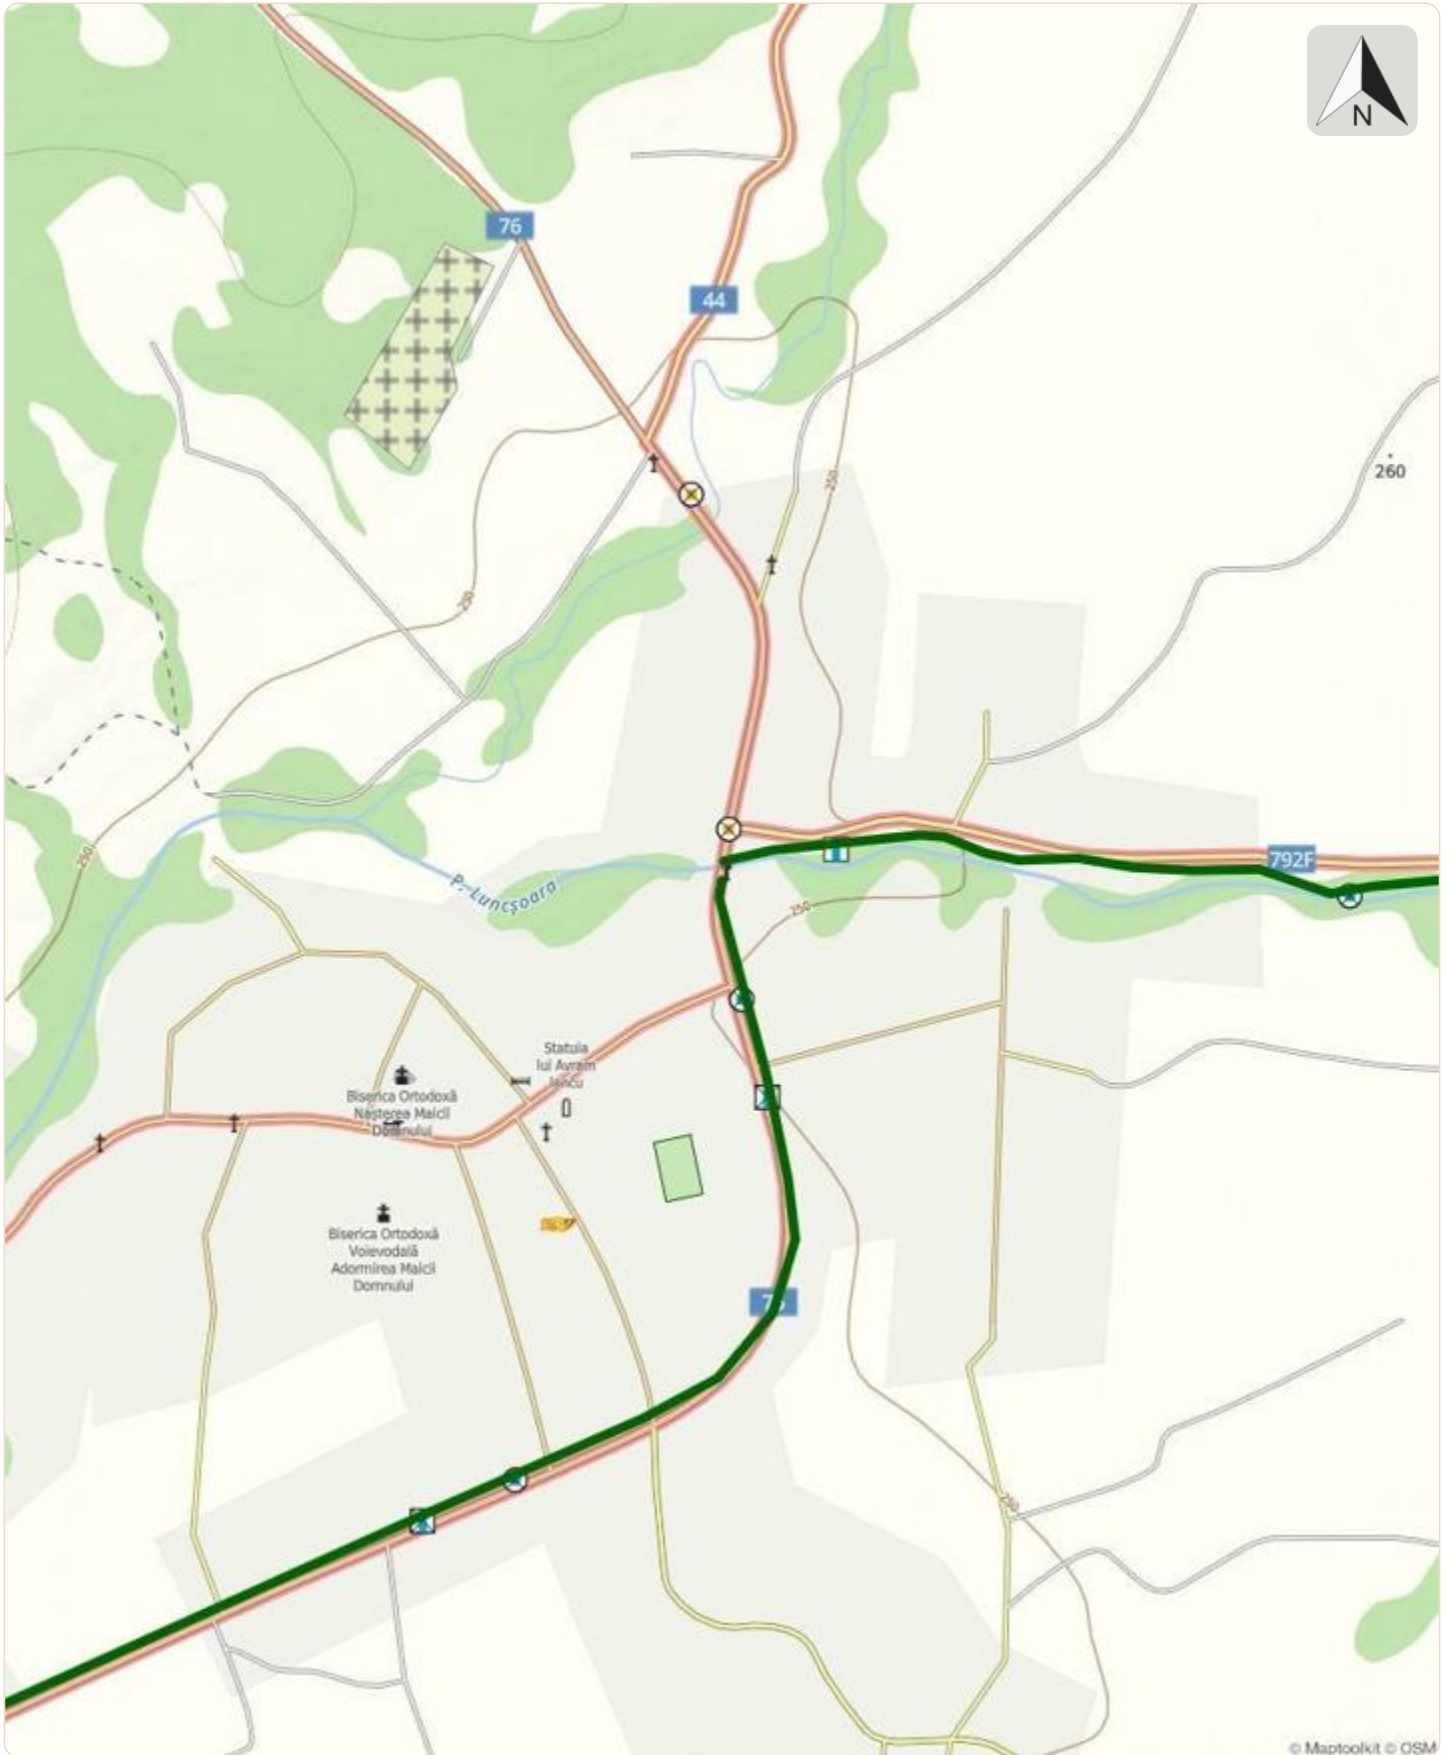 N
76
44
250
260
250
250
792F
P. Luncșoara
250
Statuia
lui Avram
Iancu
Biserica Ortodoxă
Nașterea Maicii
Domnului
Biserica Ortodoxă
Voievodală
Adormirea Maicii
Domnului
250
© Maptoolkit © OSM